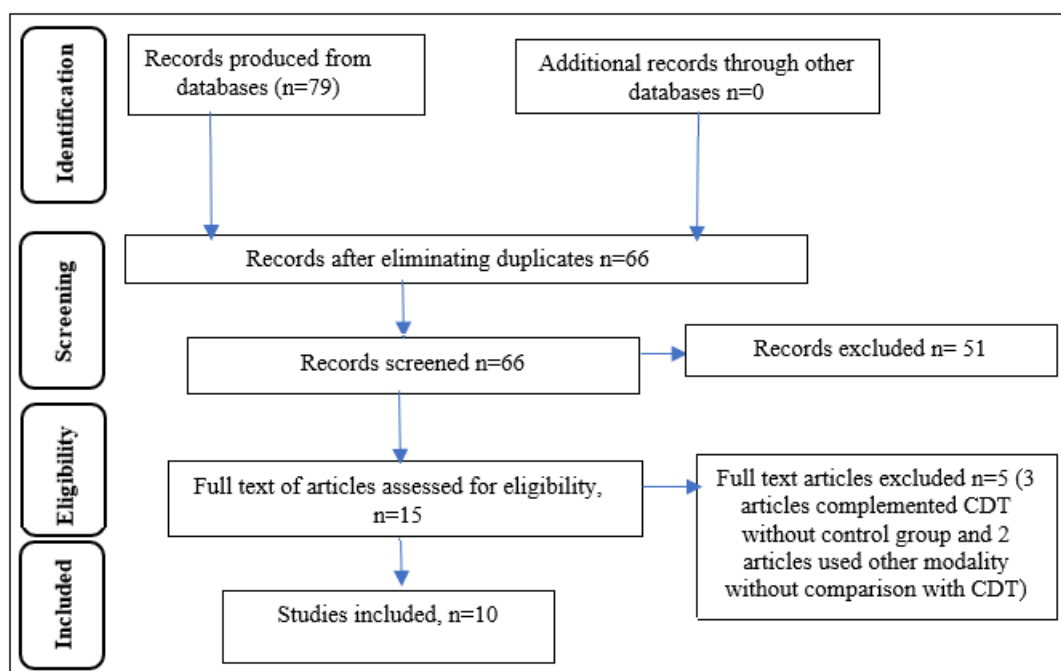 Identification
Records produced from
databases (n=79)
Additional records through other
databases n=0
Screening
Records after eliminating duplicates n=66
Records screened n=66
Records excluded n= 51
Eligibility
Full text of articles assessed for eligibility,
n=15
Full text articles excluded n=5 (3
articles complemented CDT
without control group and 2
articles used other modality
without comparison with CDT)
Included
Studies included, n=10